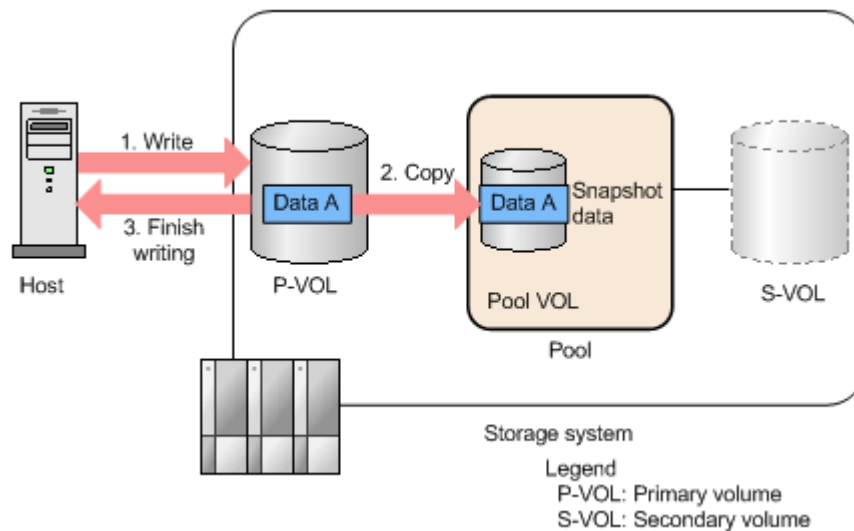 1. Write
2. Copy
Data A
Data A
Snapshot
data
3. Finish
writing
Host
P-VOL
Pool VOL
S-VOL
Pool
Storage system
Legend
P-VOL: Primary volume
S-VOL: Secondary volume